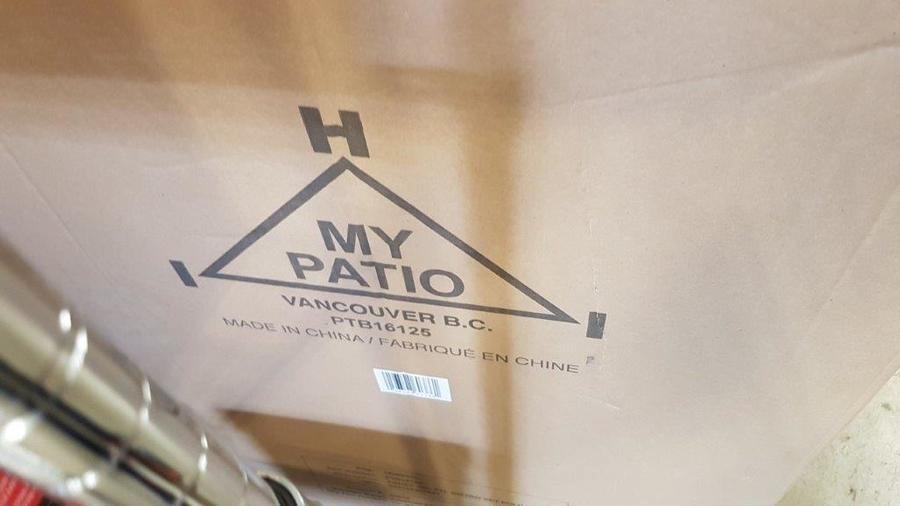 H
MY
PATIO
I I
VANCOUVER B.C.
PTB16125
MADE IN CHINA / FABRIQUÉ EN CHINE